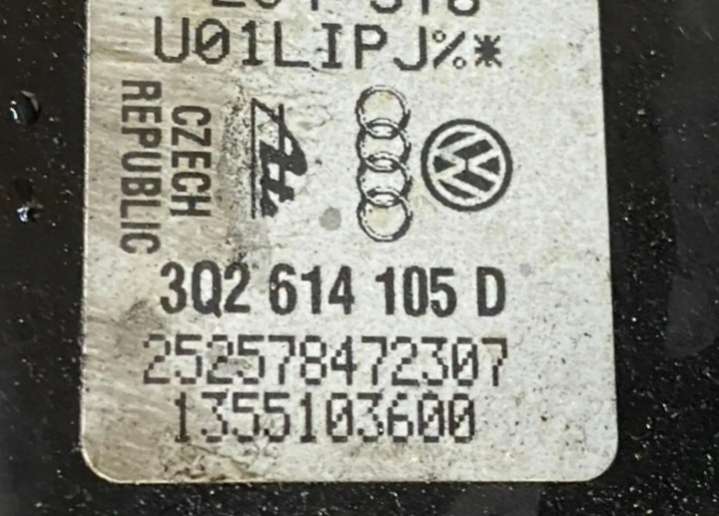 U01LIPJ%*
CZECH
REPUBLIC
3Q2 614 105 D
252578472307
1355103600